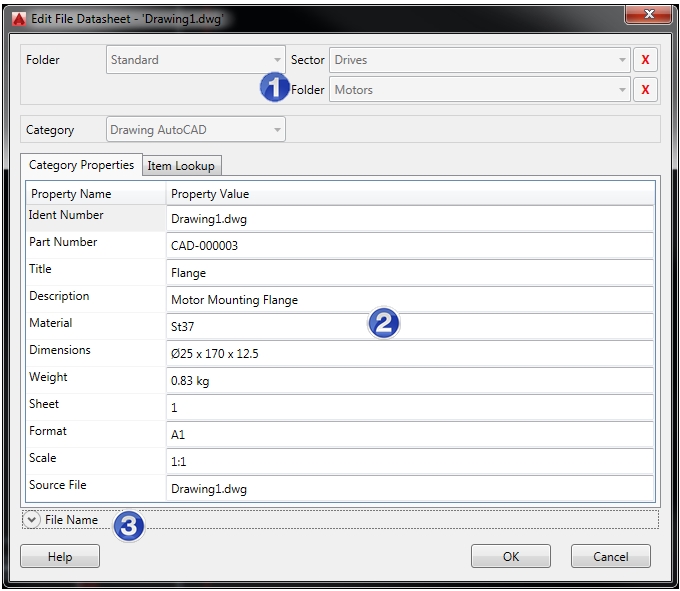 Edit File Datasheet - 'Drawing1.dwg'
X
Folder Standard Sector Drives X
1 Folder Motors X
Category Drawing AutoCAD
Category Properties Item Lookup
Property Name Property Value
Ident Number Drawing1.dwg
Part Number CAD-000003
Title Flange
Description Motor Mounting Flange
2
Material St37
Dimensions Ø25 x 170 x 12.5
Weight 0.83 kg
Sheet 1
Format A1
Scale 1:1
Source File Drawing1.dwg
File Name 3
Help OK Cancel